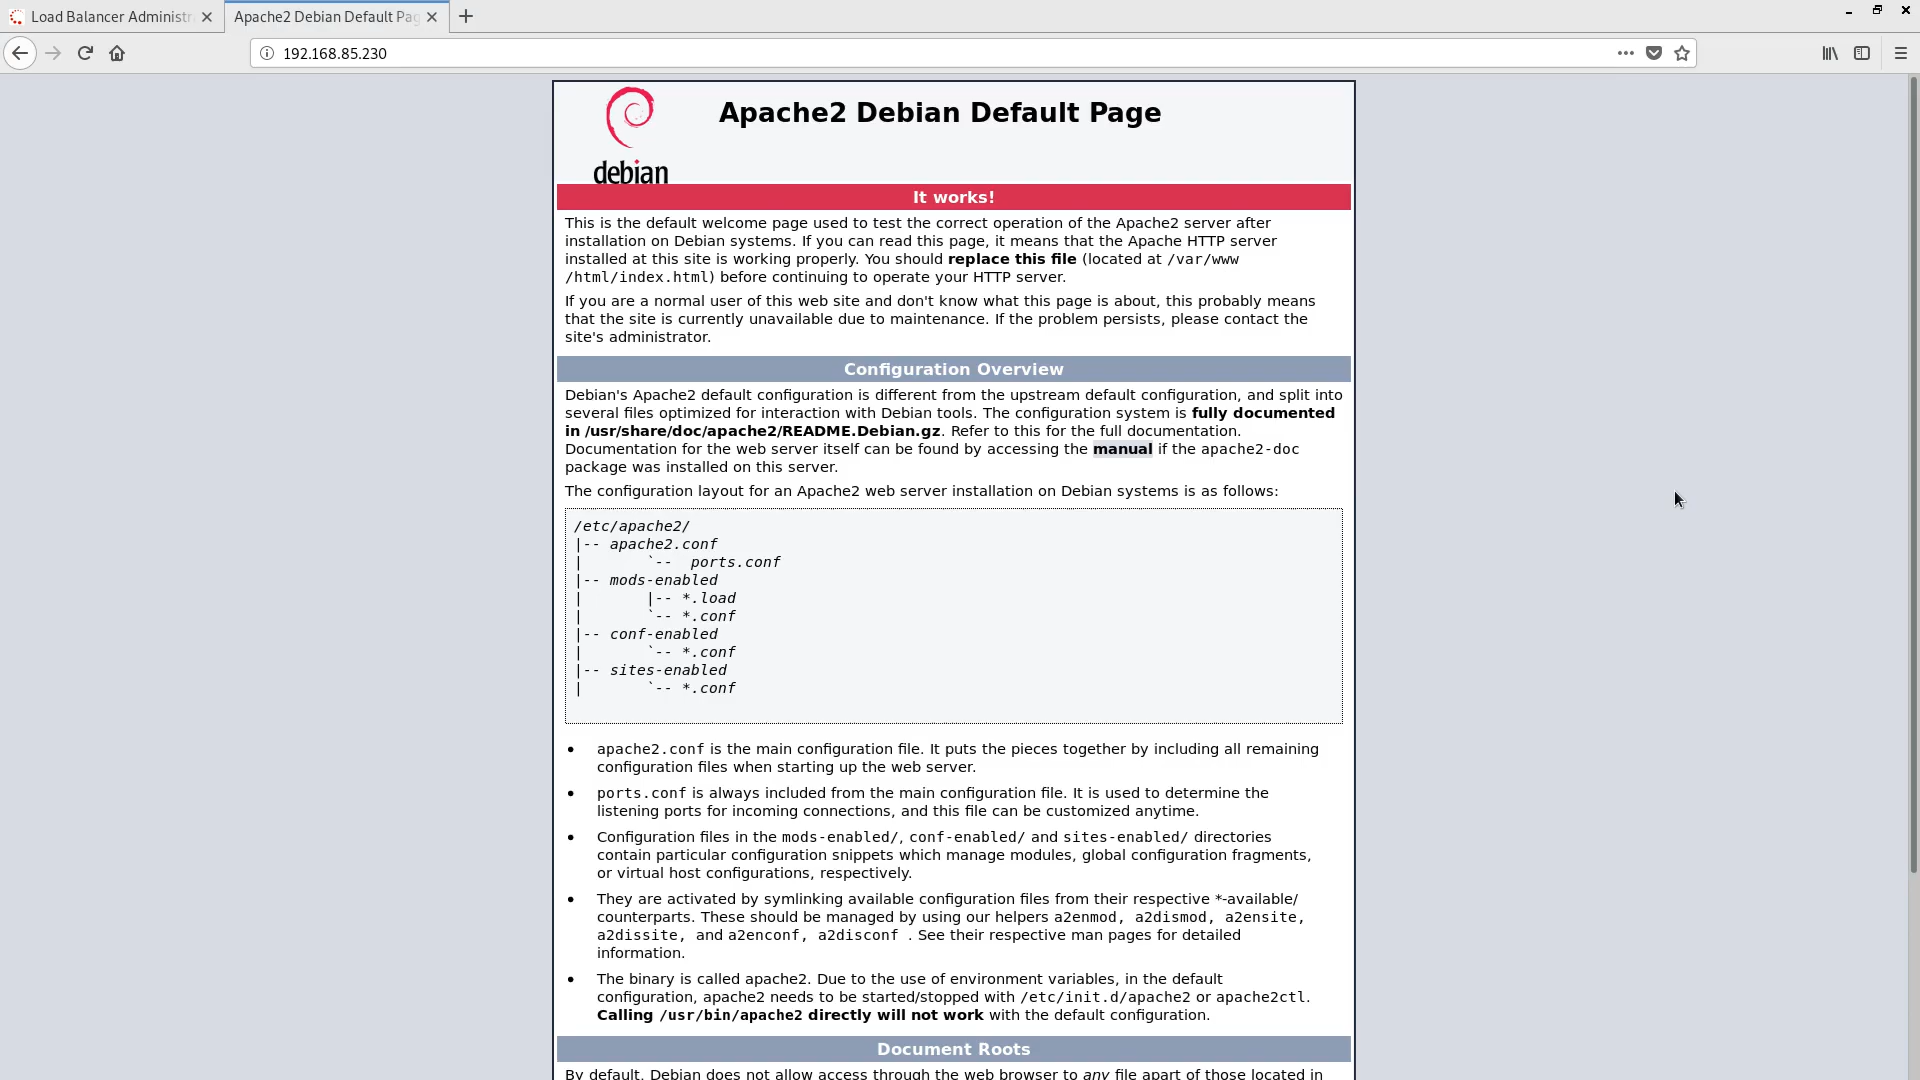 Load Balancer Administr
Apache2 Debian Default Pag
192.168.85.230
debian
Apache2 Debian Default Page
It works!
This is the default welcome page used to test the correct operation of the Apache2 server after
installation on Debian systems. If you can read this page, it means that the Apache HTTP server
installed at this site is working properly. You should replace this file (located at /var/www
/html/index.html) before continuing to operate your HTTP server.
If you are a normal user of this web site and don't know what this page is about, this probably means
that the site is currently unavailable due to maintenance. If the problem persists, please contact the
site's administrator.
Configuration Overview
Debian's Apache2 default configuration is different from the upstream default configuration, and split into
several files optimized for interaction with Debian tools. The configuration system is fully documented
in /usr/share/doc/apache2/README.Debian.gz. Refer to this for the full documentation.
Documentation for the web server itself can be found by accessing the manual if the apache2-doc
package was installed on this server.
The configuration layout for an Apache2 web server installation on Debian systems is as follows:
/etc/apache2/
|-- apache2.conf
|       `--  ports.conf
|-- mods-enabled
|       |-- *.load
|       `-- *.conf
|-- conf-enabled
|       `-- *.conf
|-- sites-enabled
|       `-- *.conf
• apache2.conf is the main configuration file. It puts the pieces together by including all remaining
configuration files when starting up the web server.
• ports.conf is always included from the main configuration file. It is used to determine the
listening ports for incoming connections, and this file can be customized anytime.
• Configuration files in the mods-enabled/, conf-enabled/ and sites-enabled/ directories
contain particular configuration snippets which manage modules, global configuration fragments,
or virtual host configurations, respectively.
• They are activated by symlinking available configuration files from their respective *-available/
counterparts. These should be managed by using our helpers a2enmod, a2dismod, a2ensite,
a2dissite, and a2enconf, a2disconf . See their respective man pages for detailed
information.
• The binary is called apache2. Due to the use of environment variables, in the default
configuration, apache2 needs to be started/stopped with /etc/init.d/apache2 or apache2ctl.
Calling /usr/bin/apache2 directly will not work with the default configuration.
Document Roots
By default, Debian does not allow access through the web browser to any file apart of those located in